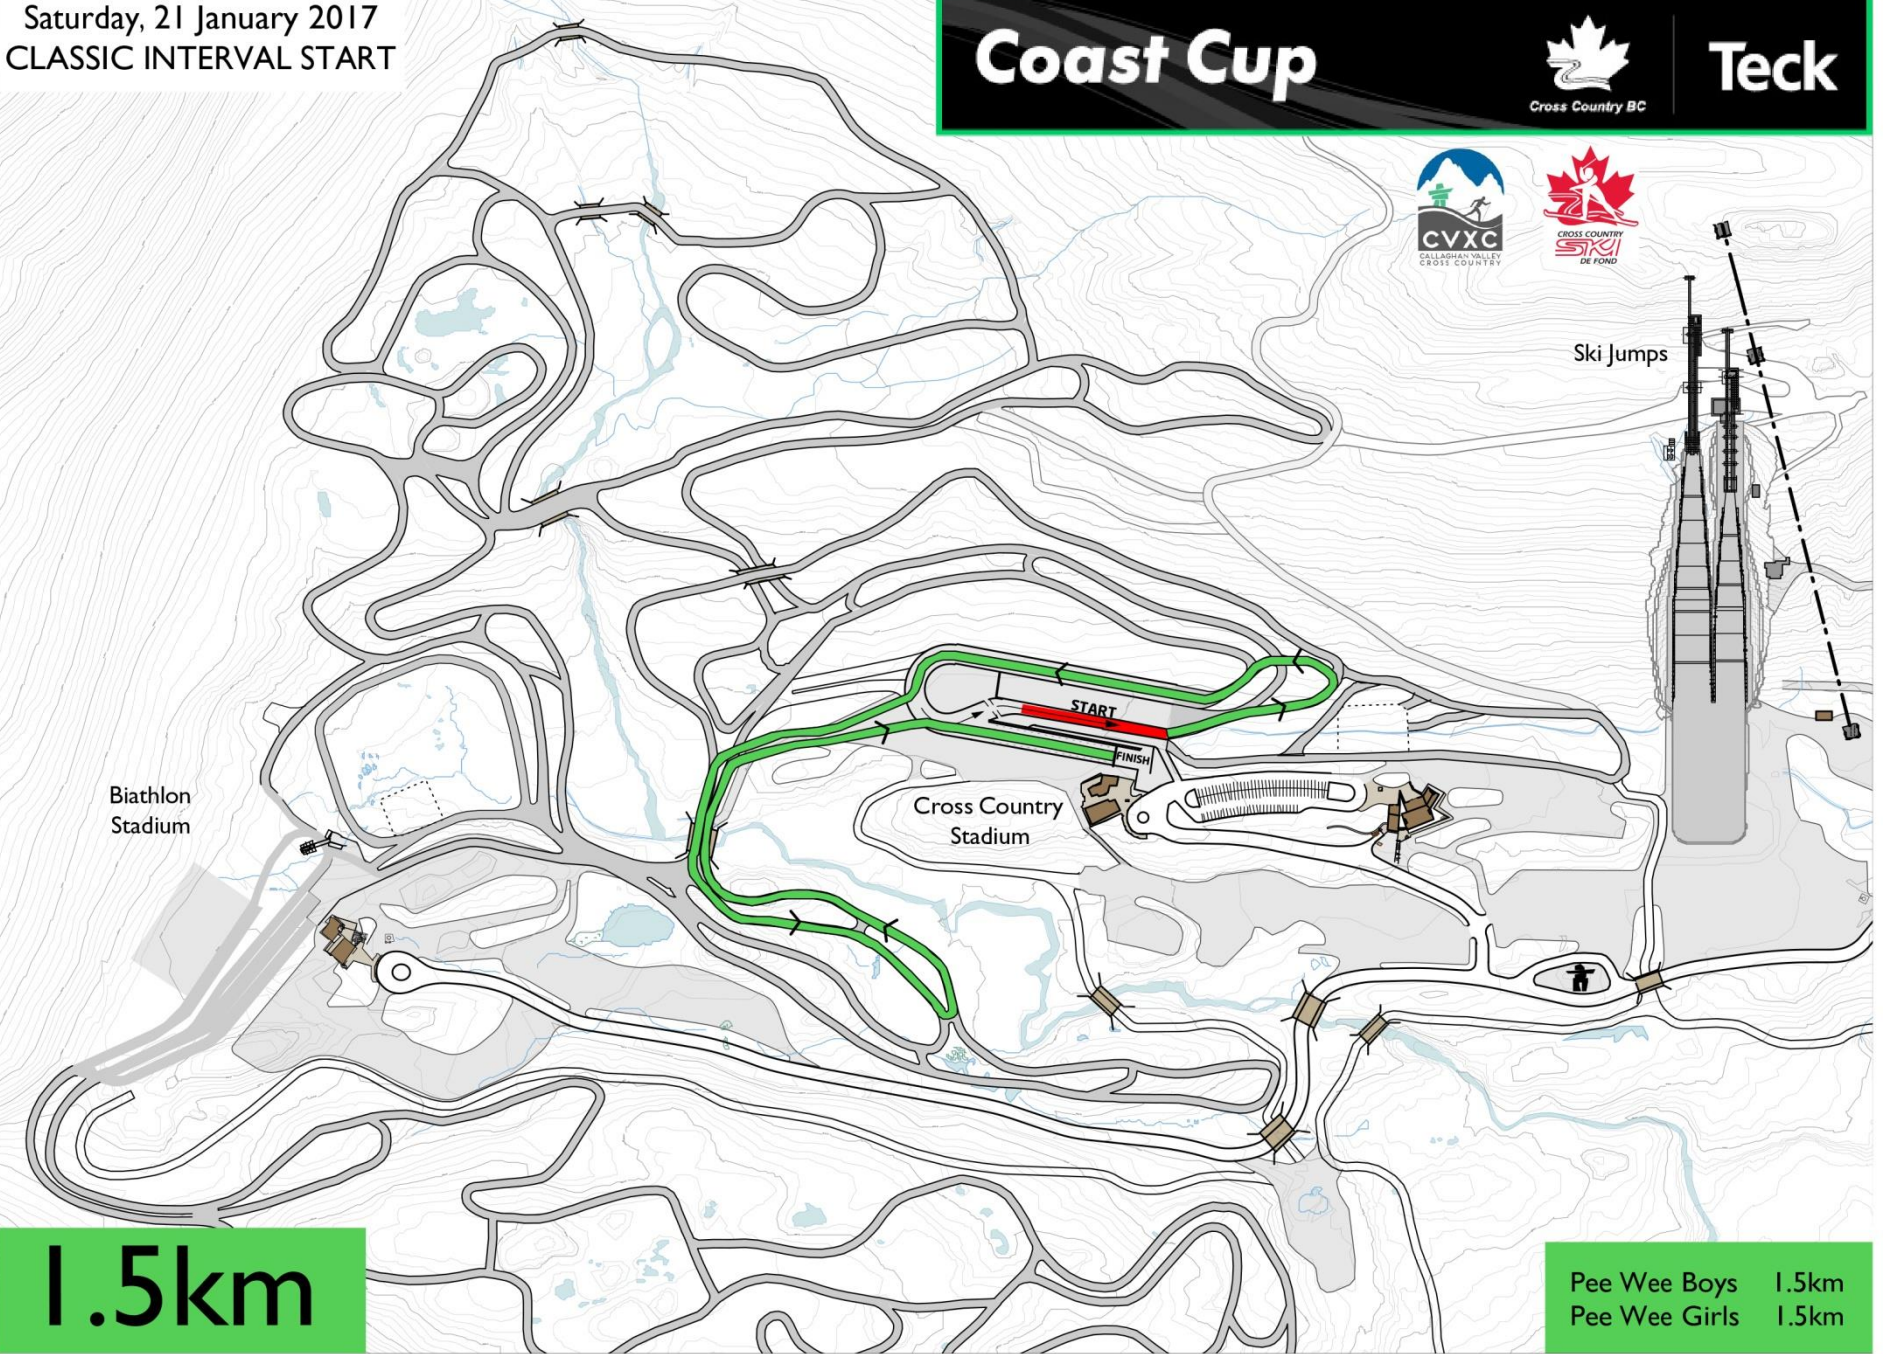 Saturday, 21 January 2017
CLASSIC INTERVAL START
Coast Cup
Cross Country BC
Teck
CVXC
CALLAGHAN VALLEY
CROSS COUNTRY
CROSS COUNTRY
SKI
DE FOND
Ski Jumps
START
FINISH
Biathlon
Stadium
Cross Country
Stadium
1.5km
Pee Wee Boys 1.5km
Pee Wee Girls 1.5km